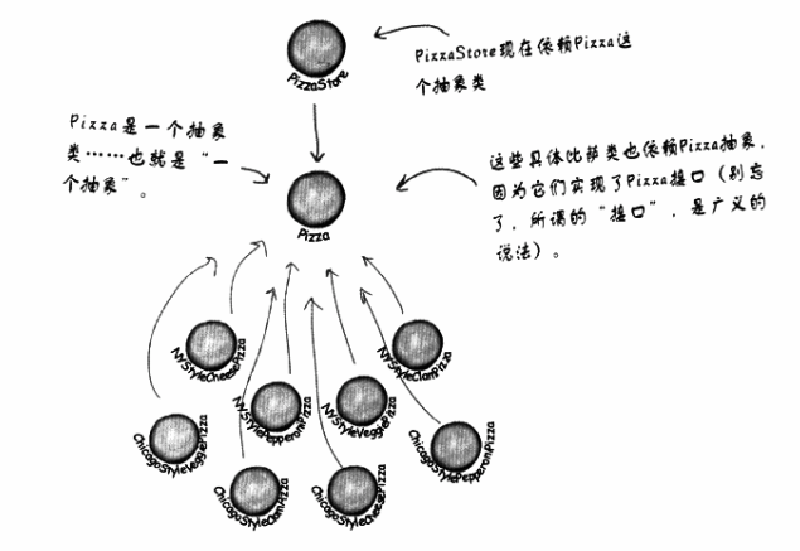 PizzaStore
PizzaStore现在依赖Pizza这
个抽象类
Pizza是一个抽象
类……也就是“一
个抽象”。
这些具体比萨类也依赖Pizza抽象，
因为它们实现了Pizza接口（别忘
了，所谓的“接口”，是广义的
说法）。
Pizza
NYStyleCheesePizza
NYStyleClamPizza
NYStylePepperoniPizza
NYStyleVeggiePizza
ChicagoStyleVeggiePizza
ChicagoStylePepperoniPizza
ChicagoStyleClamPizza
ChicagoStyleCheesePizza